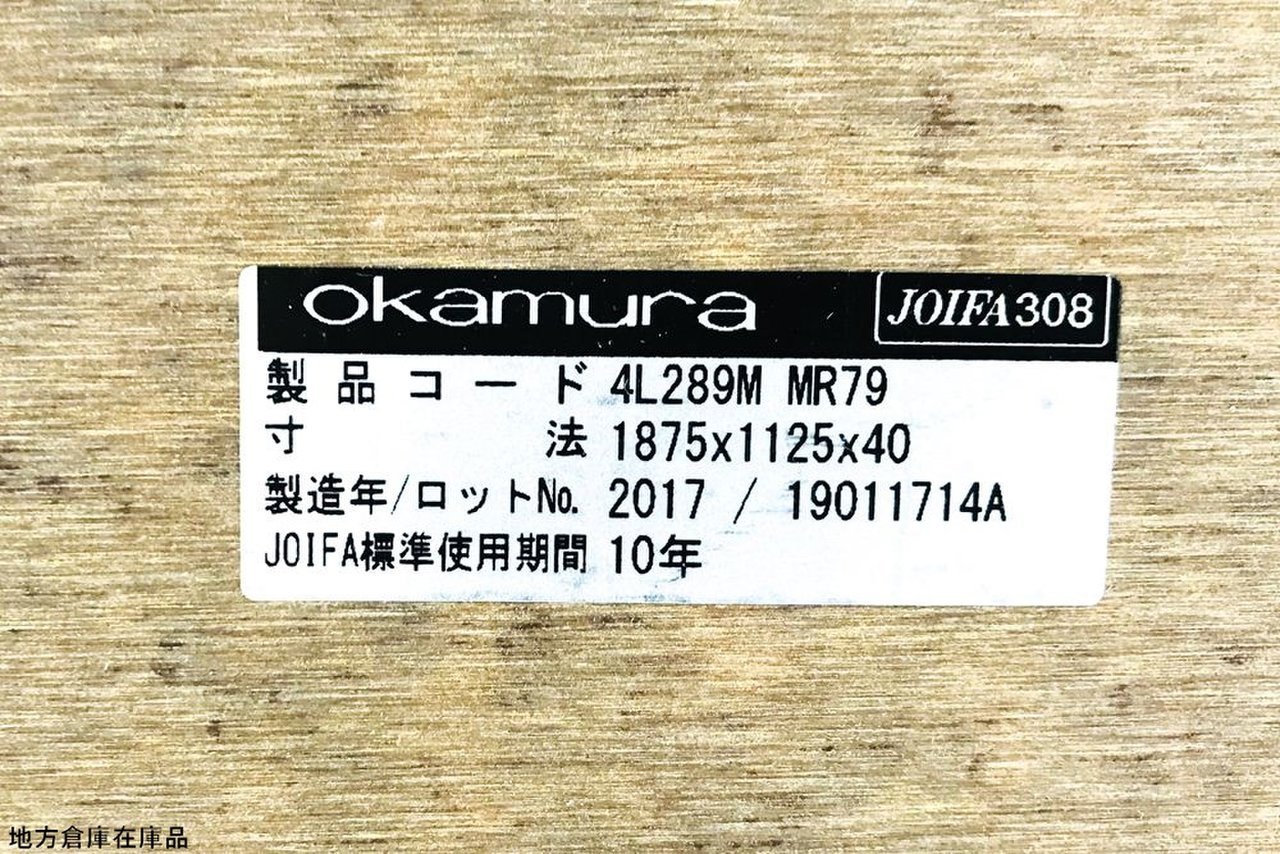 okamura JOIFA308
製品コード 4L289M MR79
寸法 1875x1125x40
製造年/ロットNo. 2017 / 19011714A
JOIFA標準使用期間 10年
地方倉庫在庫品